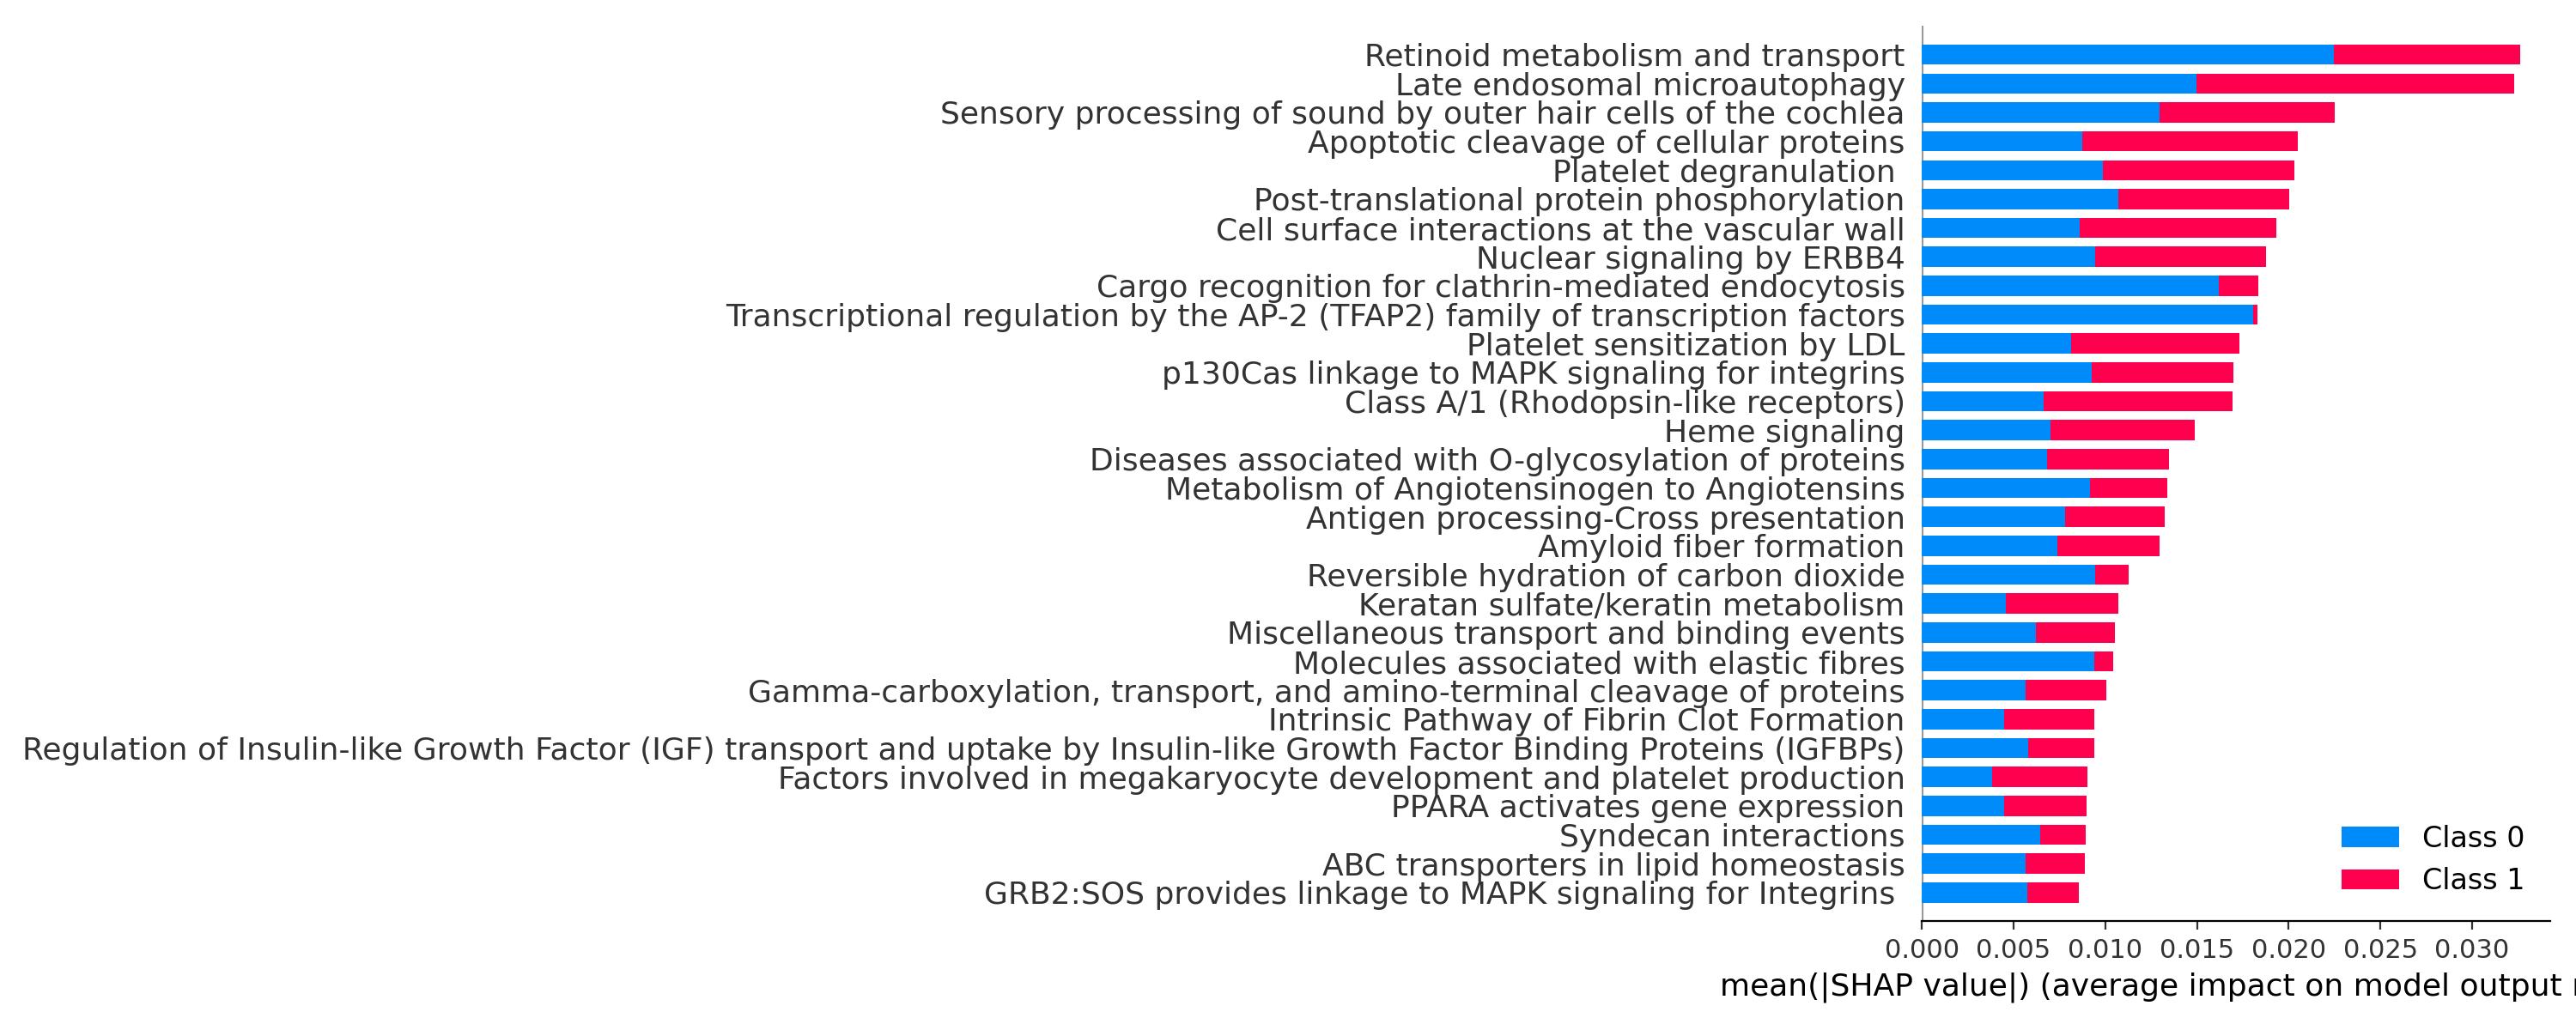 Retinoid metabolism and transport
Late endosomal microautophagy
Sensory processing of sound by outer hair cells of the cochlea
Apoptotic cleavage of cellular proteins
Platelet degranulation
Post-translational protein phosphorylation
Cell surface interactions at the vascular wall
Nuclear signaling by ERBB4
Cargo recognition for clathrin-mediated endocytosis
Transcriptional regulation by the AP-2 (TFAP2) family of transcription factors
Platelet sensitization by LDL
p130Cas linkage to MAPK signaling for integrins
Class A/1 (Rhodopsin-like receptors)
Heme signaling
Diseases associated with O-glycosylation of proteins
Metabolism of Angiotensinogen to Angiotensins
Antigen processing-Cross presentation
Amyloid fiber formation
Reversible hydration of carbon dioxide
Keratan sulfate/keratin metabolism
Miscellaneous transport and binding events
Molecules associated with elastic fibres
Gamma-carboxylation, transport, and amino-terminal cleavage of proteins
Intrinsic Pathway of Fibrin Clot Formation
Regulation of Insulin-like Growth Factor (IGF) transport and uptake by Insulin-like Growth Factor Binding Proteins (IGFBPs)
Factors involved in megakaryocyte development and platelet production
PPARA activates gene expression
Syndecan interactions
ABC transporters in lipid homeostasis
GRB2:SOS provides linkage to MAPK signaling for Integrins
Class 0
Class 1
0.000 0.005 0.010 0.015 0.020 0.025 0.030
mean(|SHAP value|) (average impact on model output